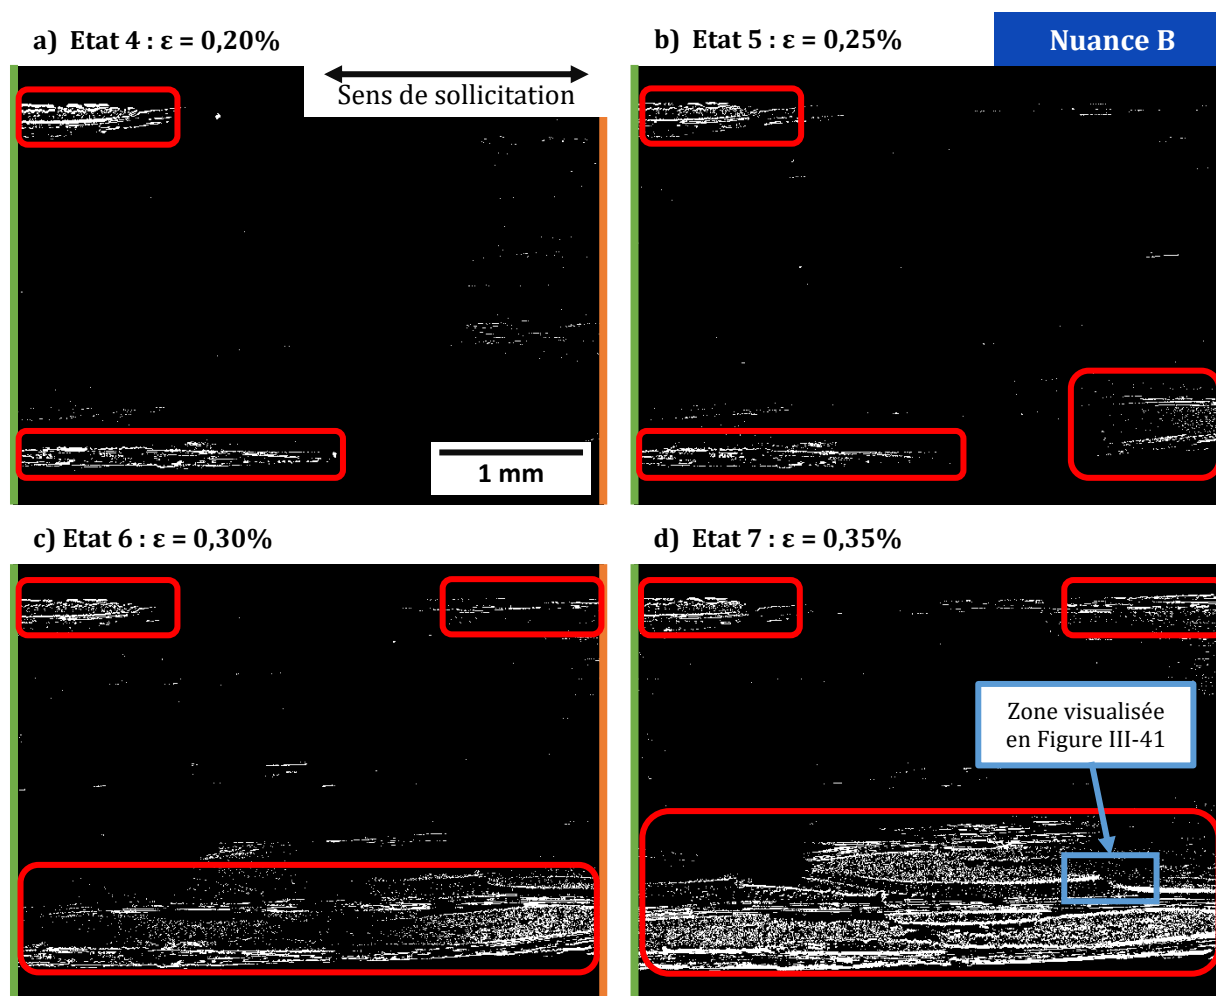 a) Etat 4 : ε = 0,20%
b) Etat 5 : ε = 0,25%
Nuance B
Sens de sollicitation
1 mm
c) Etat 6 : ε = 0,30%
d) Etat 7 : ε = 0,35%
Zone visualisée
en Figure III-41